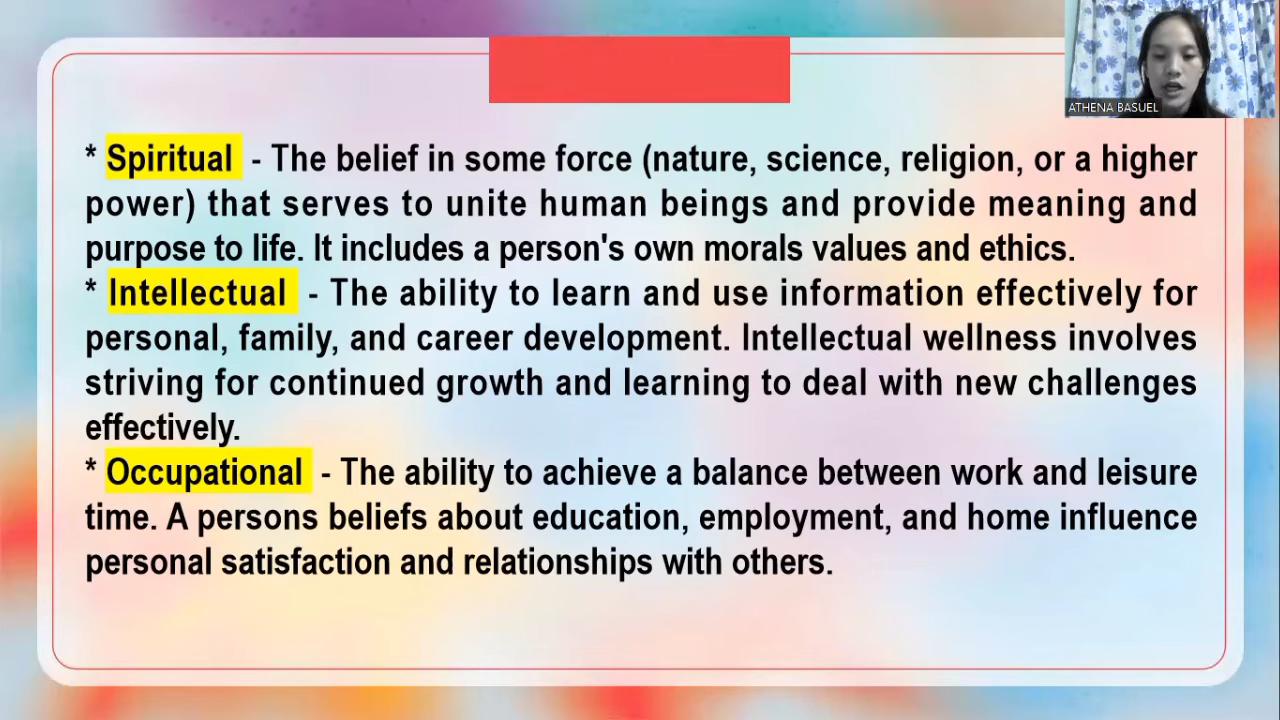 ATHENA BASUEL
* Spiritual - The belief in some force (nature, science, religion, or a higher
power) that serves to unite human beings and provide meaning and
purpose to life. It includes a person's own morals values and ethics.
* Intellectual - The ability to learn and use information effectively for
personal, family, and career development. Intellectual wellness involves
striving for continued growth and learning to deal with new challenges
effectively.
* Occupational - The ability to achieve a balance between work and leisure
time. A persons beliefs about education, employment, and home influence
personal satisfaction and relationships with others.